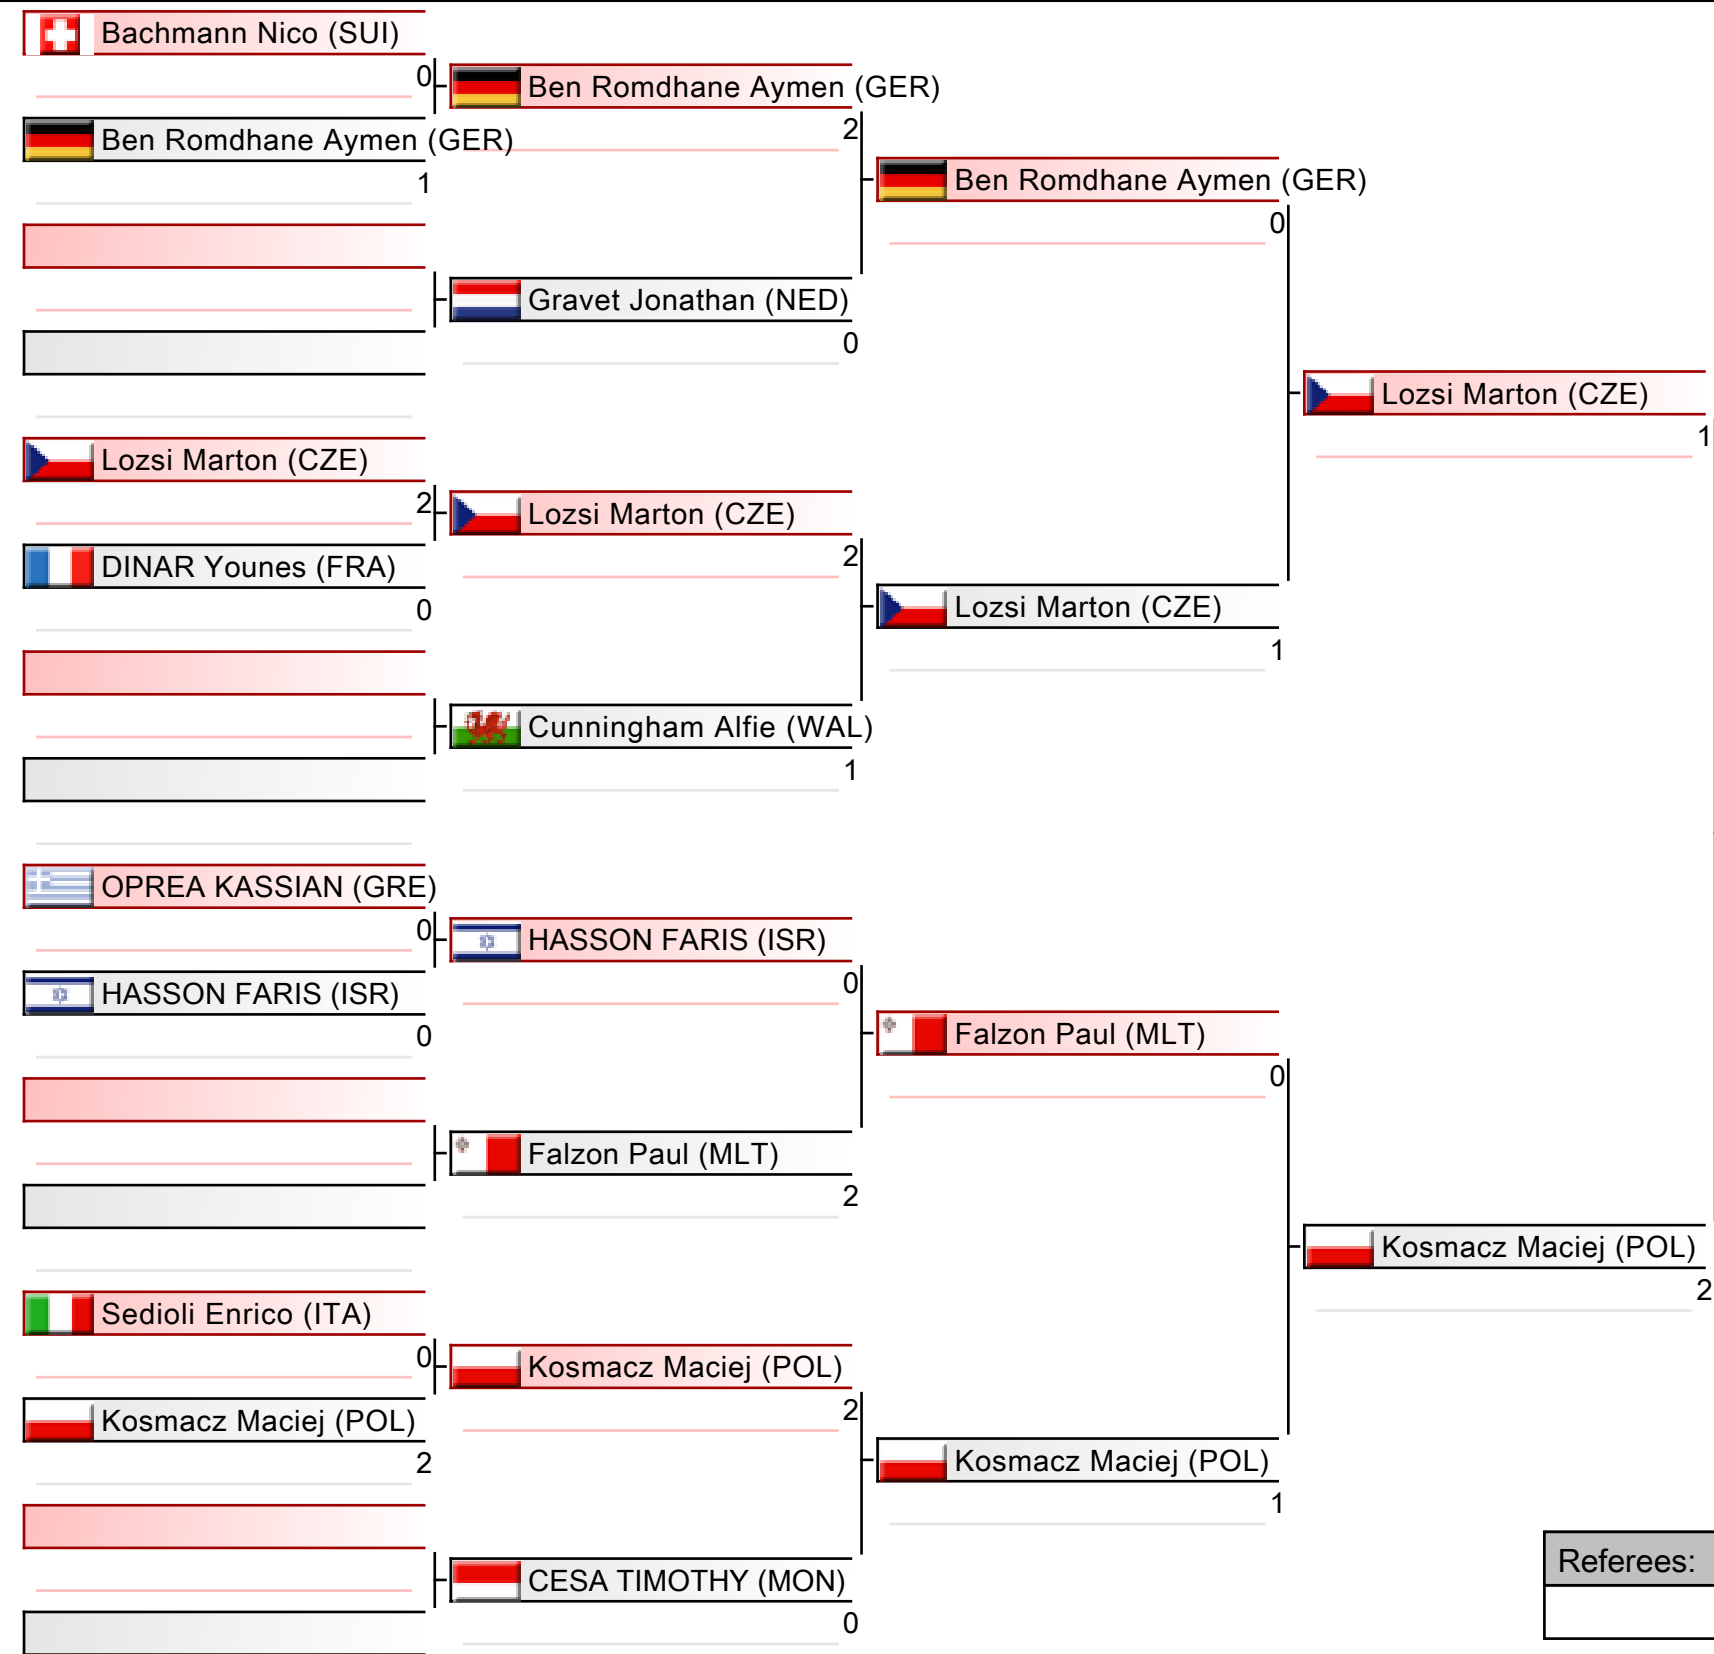 Bachmann Nico (SUI)
0
Ben Romdhane Aymen (GER)
1
Lozsi Marton (CZE)
2
DINAR Younes (FRA)
0
OPREA KASSIAN (GRE)
0
HASSON FARIS (ISR)
0
Sedioli Enrico (ITA)
0
Kosmacz Maciej (POL)
2
Ben Romdhane Aymen (GER)
2
Gravet Jonathan (NED)
0
Lozsi Marton (CZE)
2
Cunningham Alfie (WAL)
1
HASSON FARIS (ISR)
0
Falzon Paul (MLT)
2
Kosmacz Maciej (POL)
2
CESA TIMOTHY (MON)
0
Ben Romdhane Aymen (GER)
0
Lozsi Marton (CZE)
1
Falzon Paul (MLT)
0
Kosmacz Maciej (POL)
1
Lozsi Marton (CZE)
1
Kosmacz Maciej (POL)
2
Referees: